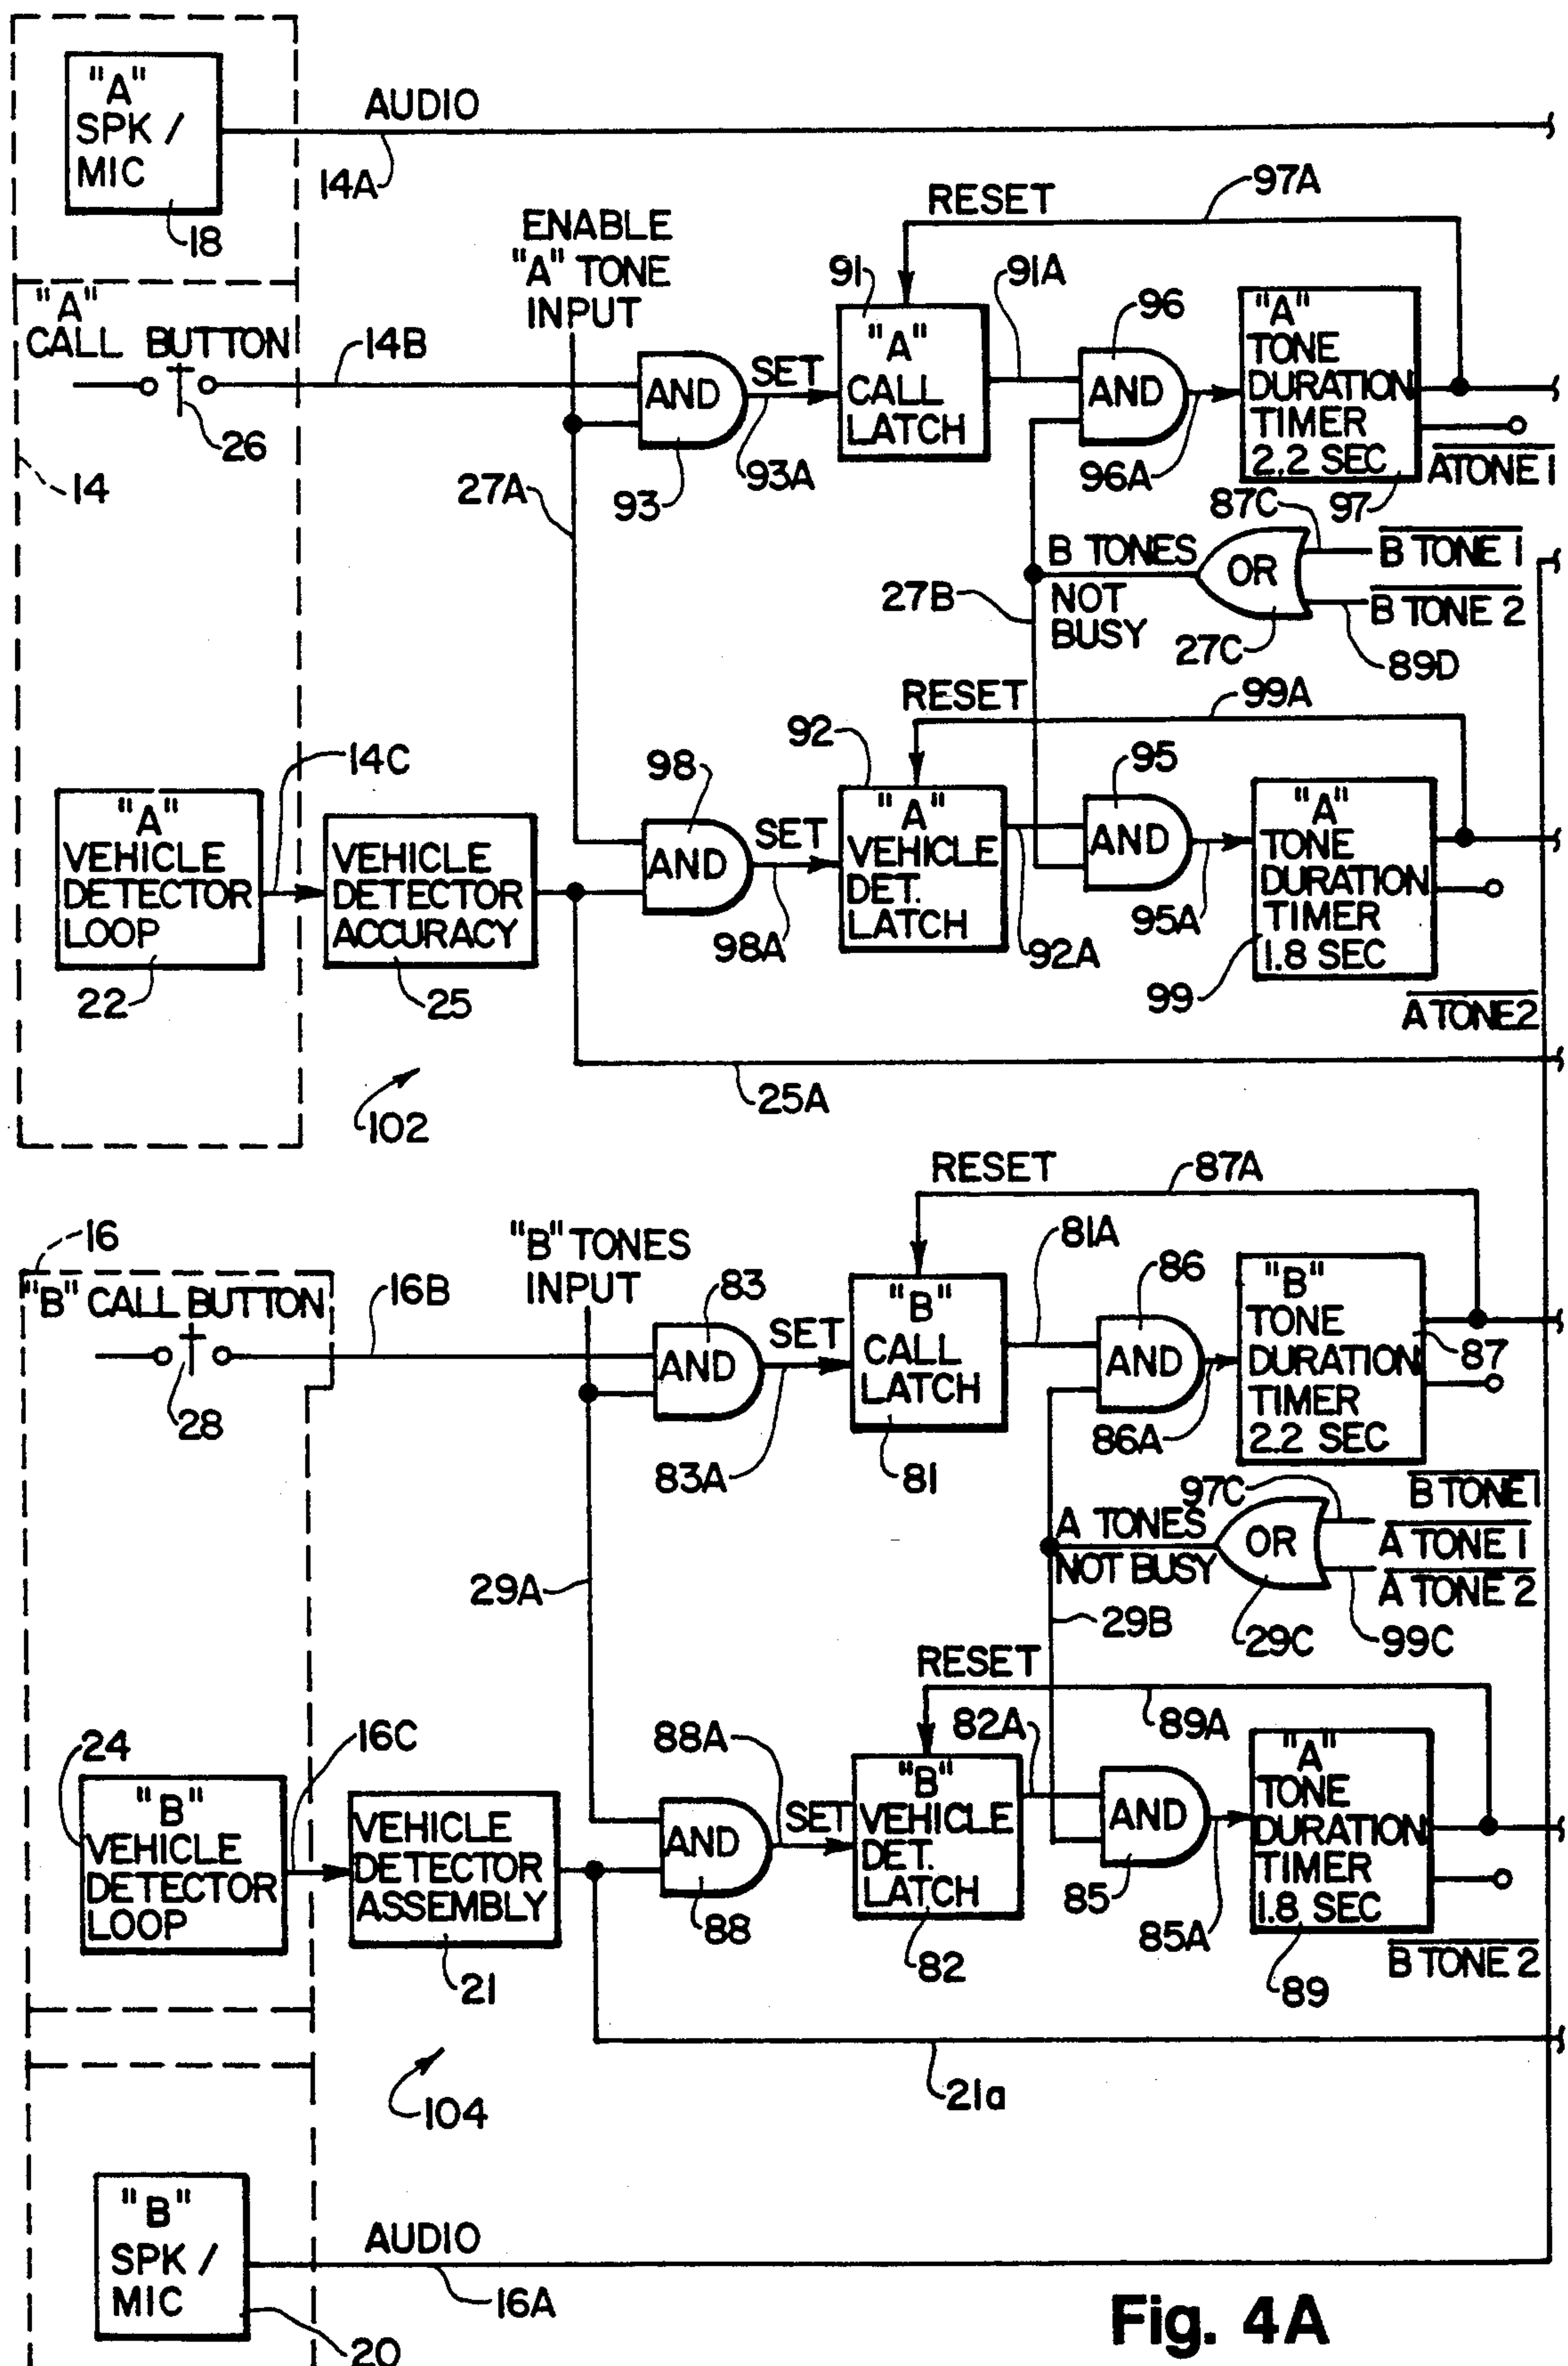 "A"
SPK /
MIC
18
AUDIO
14A
ENABLE
"A" TONE
INPUT
RESET
97A
"A"
CALL BUTTON
14B
26
14
27A
AND
93
SET
93A
91
"A"
CALL
LATCH
91A
96
AND
96A
"A"
TONE
DURATION
TIMER
2.2 SEC
97
ATONE 1
87C
B TONES
NOT
BUSY
OR
B TONE 1
B TONE 2
27B
27C
89D
RESET
99A
"A"
VEHICLE
DETECTOR
LOOP
22
14C
VEHICLE
DETECTOR
ACCURACY
25
98
AND
SET
98A
92
"A"
VEHICLE
DET.
LATCH
92A
95
AND
95A
"A"
TONE
DURATION
TIMER
1.8 SEC
99
A TONE2
25A
102
RESET
87A
16
"B" CALL BUTTON
28
16B
"B" TONES
INPUT
83
AND
SET
83A
"B"
CALL
LATCH
81
81A
86
AND
86A
"B"
TONE
DURATION
TIMER
2.2 SEC
87
B TONE 1
97C
A TONES
NOT BUSY
OR
A TONE 1
A TONE 2
29A
29B
29C
99C
RESET
89A
24
"B"
VEHICLE
DETECTOR
LOOP
16C
VEHICLE
DETECTOR
ASSEMBLY
21
88A
AND
88
SET
"B"
VEHICLE
DET.
LATCH
82
82A
AND
85
85A
"A"
TONE
DURATION
TIMER
1.8 SEC
89
B TONE 2
21a
104
"B"
SPK /
MIC
20
AUDIO
16A
Fig. 4A